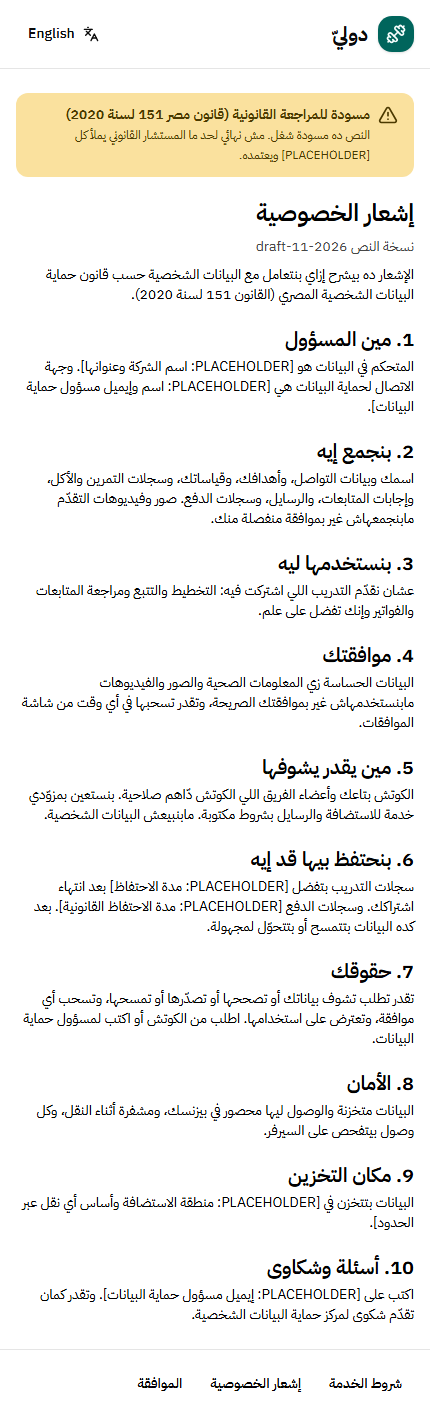 دوليّ
English
مسودة للمراجعة القانونية (قانون مصر 151 لسنة 2020)
النص ده مسودة شغل. مش نهائي لحد ما المستشار القانوني يملأ كل
[PLACEHOLDER] ويعتمده.
إشعار الخصوصية
نسخة النص draft-11-2026
الإشعار ده بيشرح إزاي بنتعامل مع البيانات الشخصية حسب قانون حماية
البيانات الشخصية المصري (القانون 151 لسنة 2020).
1. مين المسؤول
المتحكم في البيانات هو [PLACEHOLDER: اسم الشركة وعنوانها]. وجهة
الاتصال لحماية البيانات هي [PLACEHOLDER: اسم وإيميل مسؤول حماية
البيانات].
2. بنجمع إيه
اسمك وبيانات التواصل، وأهدافك، وقياساتك، وسجلات التمرين والأكل،
وإجابات المتابعات، والرسايل، وسجلات الدفع. صور وفيديوهات التقدّم
مابنجمعهاش غير بموافقة منفصلة منك.
3. بنستخدمها ليه
عشان نقدّم التدريب اللي اشتركت فيه: التخطيط والتتبع ومراجعة المتابعات
والفواتير وإنك تفضل على علم.
4. موافقتك
البيانات الحساسة زي المعلومات الصحية والصور والفيديوهات
مابنستخدمهاش غير بموافقتك الصريحة، وتقدر تسحبها في أي وقت من شاشة
الموافقات.
5. مين يقدر يشوفها
الكوتش بتاعك وأعضاء الفريق اللي الكوتش دّاهم صلاحية. بنستعين بمزوّدي
خدمة للاستضافة والرسايل بشروط مكتوبة. مابنبيعش البيانات الشخصية.
6. بنحتفظ بيها قد إيه
سجلات التدريب بتفضل [PLACEHOLDER: مدة الاحتفاظ] بعد انتهاء
اشتراكك. وسجلات الدفع [PLACEHOLDER: مدة الاحتفاظ القانونية]. بعد
كده البيانات بتتمسح أو بتتحوّل لمجهولة.
7. حقوقك
تقدر تطلب تشوف بياناتك أو تصححها أو تصدّرها أو تمسحها، وتسحب أي
موافقة، وتعترض على استخدامها. اطلب من الكوتش أو اكتب لمسؤول حماية
البيانات.
8. الأمان
البيانات متخزنة والوصول ليها محصور في بيزنسك، ومشفرة أثناء النقل، وكل
وصول بيتفحص على السيرفر.
9. مكان التخزين
البيانات بتتخزن في [PLACEHOLDER: منطقة الاستضافة وأساس أي نقل عبر
الحدود].
10. أسئلة وشكاوى
اكتب على [PLACEHOLDER: إيميل مسؤول حماية البيانات]. وتقدر كمان
تقدّم شكوى لمركز حماية البيانات الشخصية.
شروط الخدمة
إشعار الخصوصية
الموافقة